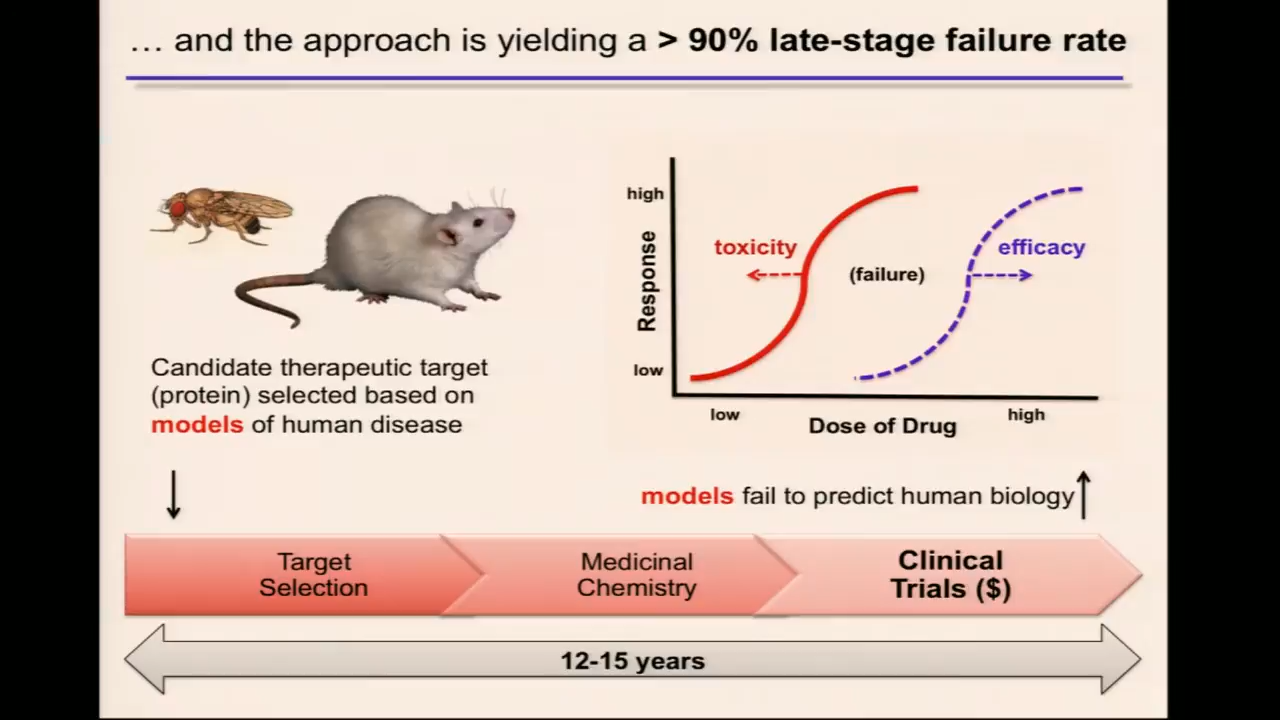 … and the approach is yielding a > 90% late-stage failure rate
Candidate therapeutic target
(protein) selected based on
models of human disease
high
Response
low
toxicity
(failure)
efficacy
low
high
Dose of Drug
models fail to predict human biology
Target
Selection
Medicinal
Chemistry
Clinical
Trials ($)
12-15 years